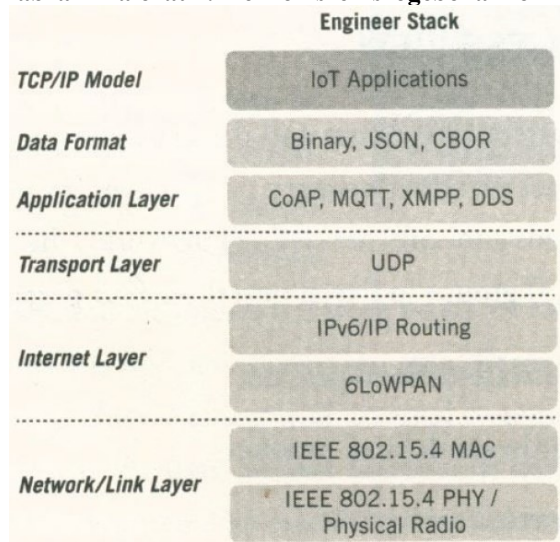 Engineer Stack
TCP/IP Model IoT Applications
Data Format Binary, JSON, CBOR
Application Layer CoAP, MQTT, XMPP, DDS
Transport Layer UDP
Internet Layer IPv6/IP Routing
6LoWPAN
Network/Link Layer IEEE 802.15.4 MAC
IEEE 802.15.4 PHY /
Physical Radio